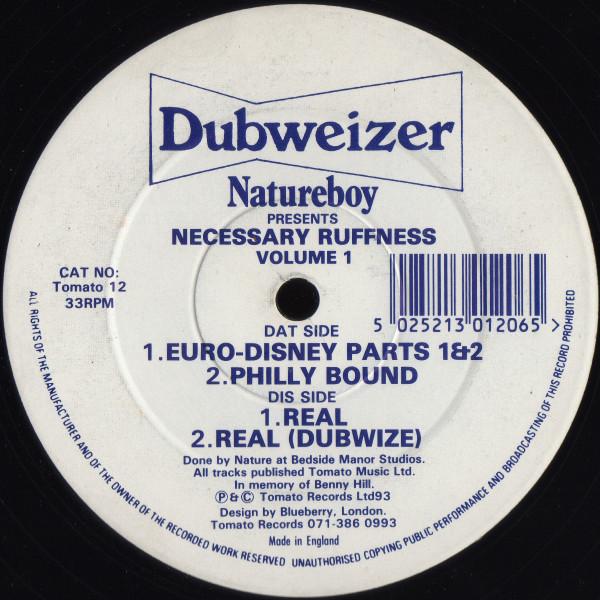 Dubweizer
Natureboy
PRESENTS
NECESSARY RUFFNESS
VOLUME 1
CAT NO:
Tomato 12
33RPM
5 025213 012065 >
DAT SIDE
1.EURO-DISNEY PARTS 1&2
2.PHILLY BOUND
DIS SIDE
1.REAL
2.REAL (DUBWIZE)
Done by Nature at Bedside Manor Studios.
All tracks published Tomato Music Ltd.
In memory of Benny Hill.
Ⓟ & © Tomato Records Ltd93
Design by Blueberry, London.
Tomato Records 071-386 0993
Made in England
ALL RIGHTS OF THE MANUFACTURER AND OF THE OWNER OF THE RECORDED WORK RESERVED UNAUTHORISED COPYING PUBLIC PERFORMANCE AND BROADCASTING OF THIS RECORD PROHIBITED